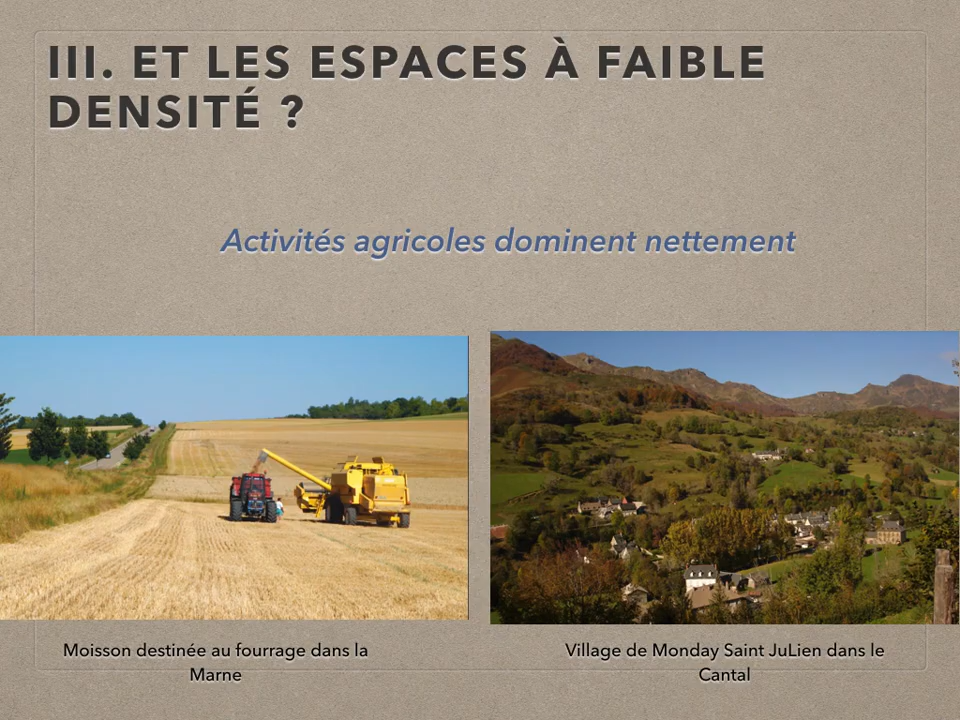 III. ET LES ESPACES À FAIBLE
DENSITÉ ?
Activités agricoles dominent nettement
Moisson destinée au fourrage dans la
Marne
Village de Monday Saint JuLien dans le
Cantal